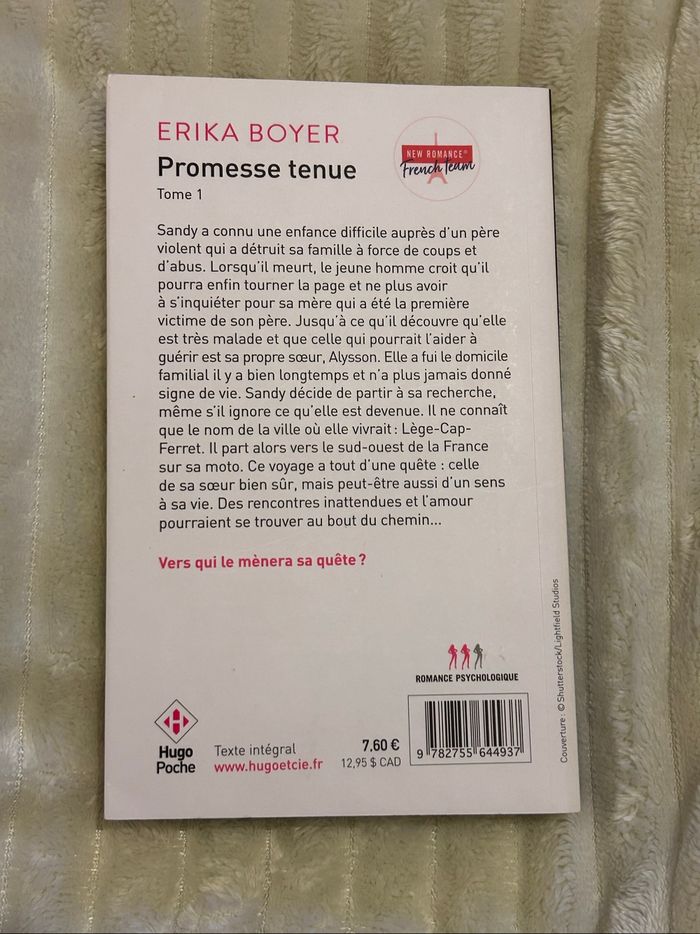 ERIKA BOYER
Promesse tenue
Tome 1
NEW ROMANCE®
French Team
Sandy a connu une enfance difficile auprès d'un père
violent qui a détruit sa famille à force de coups et
d'abus. Lorsqu'il meurt, le jeune homme croit qu'il
pourra enfin tourner la page et ne plus avoir
à s'inquiéter pour sa mère qui a été la première
victime de son père. Jusqu'à ce qu'il découvre qu'elle
est très malade et que celle qui pourrait l'aider à
guérir est sa propre sœur, Alysson. Elle a fui le domicile
familial il y a bien longtemps et n'a plus jamais donné
signe de vie. Sandy décide de partir à sa recherche,
même s'il ignore ce qu'elle est devenue. Il ne connaît
que le nom de la ville où elle vivrait : Lège-Cap-
Ferret. Il part alors vers le sud-ouest de la France
sur sa moto. Ce voyage a tout d'une quête : celle
de sa sœur bien sûr, mais peut-être aussi d'un sens
à sa vie. Des rencontres inattendues et l'amour
pourraient se trouver au bout du chemin...
Vers qui le mènera sa quête ?
ROMANCE PSYCHOLOGIQUE
Hugo
Poche
Texte intégral
www.hugoetcie.fr
7,60 €
12,95 $ CAD
9 782755 644937
Couverture : © Shutterstock/Lightfield Studios